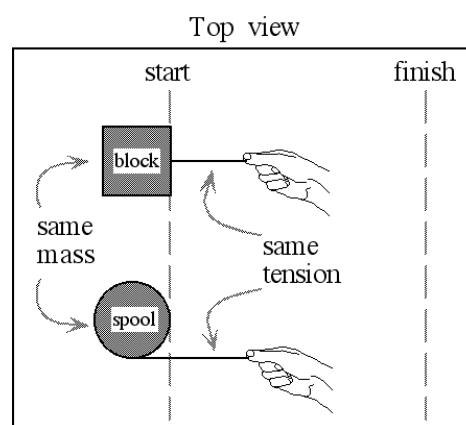 Top view
start
finish
block
same
mass
same
tension
spool